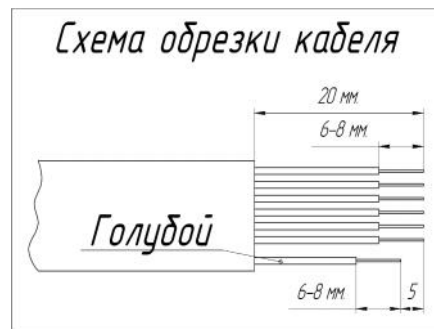 Схема обрезки кабеля
20 мм.
6-8 мм.
Голубой
6-8 мм.
5